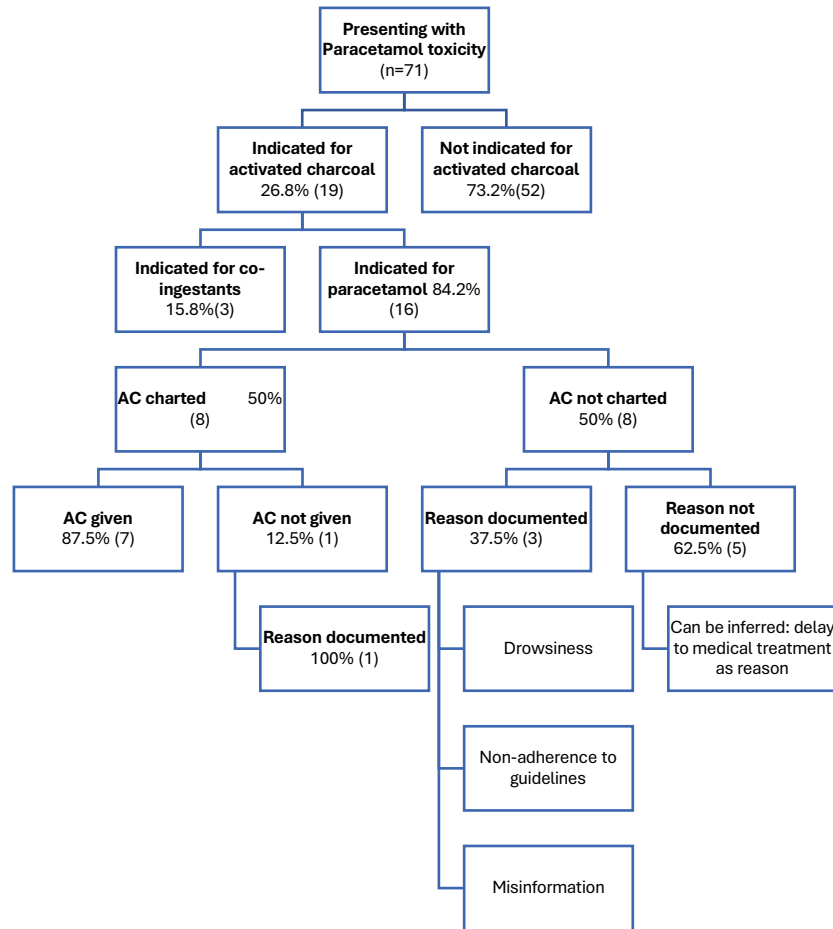 Presenting with
Paracetamol toxicity
(n=71)
Indicated for
activated charcoal
26.8% (19)
Not indicated for
activated charcoal
73.2%(52)
Indicated for co-
ingestants
15.8%(3)
Indicated for
paracetamol 84.2%
(16)
AC charted 50%
(8)
AC not charted
50% (8)
AC given
87.5% (7)
AC not given
12.5% (1)
Reason documented
37.5% (3)
Reason not
documented
62.5% (5)
Reason documented
100% (1)
Drowsiness
Can be inferred: delay
to medical treatment
as reason
Non-adherence to
guidelines
Misinformation